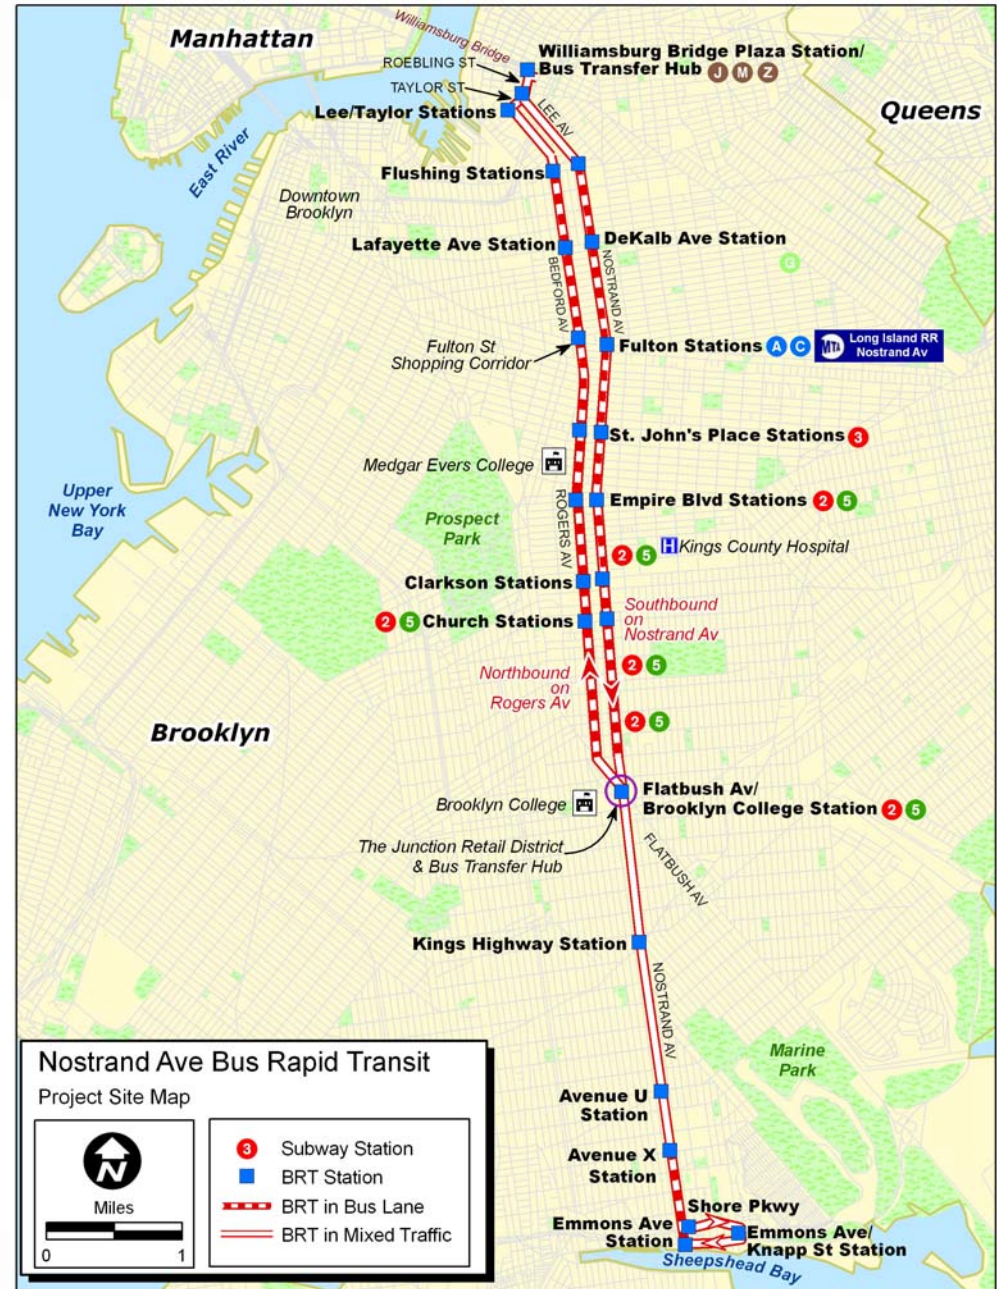 Manhattan
Williamsburg Bridge
ROEBLING ST
Williamsburg Bridge Plaza Station/
Bus Transfer Hub J M Z
TAYLOR ST
Lee/Taylor Stations
LEE AV
Queens
East River
Flushing Stations
Downtown
Brooklyn
Lafayette Ave Station
DeKalb Ave Station
G
BEDFORD AV
NOSTRAND AV
Fulton St
Shopping Corridor
Fulton Stations A C
MTA
Long Island RR
Nostrand Av
St. John's Place Stations 3
Medgar Evers College
Upper
New York
Bay
Prospect
Park
ROGERS AV
Empire Blvd Stations 2 5
2 5 H Kings County Hospital
Clarkson Stations
2 5 Church Stations
Southbound
on
Nostrand Av
2 5
Northbound
on
Rogers Av
2 5
Brooklyn
Brooklyn College
Flatbush Av/
Brooklyn College Station 2 5
The Junction Retail District
& Bus Transfer Hub
FLATBUSH AV
Kings Highway Station
NOSTRAND AV
Marine
Park
Avenue U
Station
Avenue X
Station
Shore Pkwy
Emmons Ave
Station
Emmons Ave/
Knapp St Station
Sheepshead Bay
Nostrand Ave Bus Rapid Transit
Project Site Map
N
Miles
0 1
3 Subway Station
BRT Station
BRT in Bus Lane
BRT in Mixed Traffic